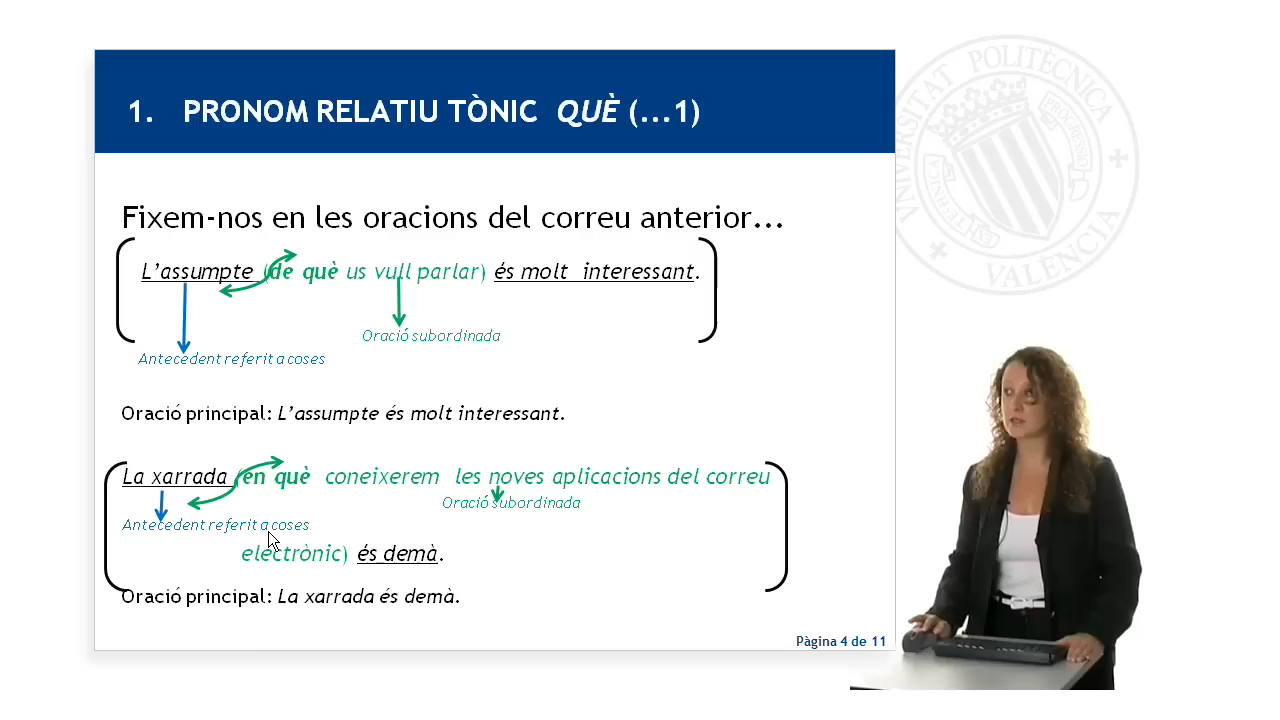 1. PRONOM RELATIU TÒNIC QUÈ (...1)
UNIVERSITAT POLITÈCNICA
VALÈNCIA
Fixem-nos en les oracions del correu anterior...
L'assumpte (de què us vull parlar) és molt interessant.
Oració subordinada
Antecedent referit a coses
Oració principal: L'assumpte és molt interessant.
La xarrada (en què coneixerem les noves aplicacions del correu
Oració subordinada
Antecedent referit a coses
electrònic) és demà.
Oració principal: La xarrada és demà.
Pàgina 4 de 11